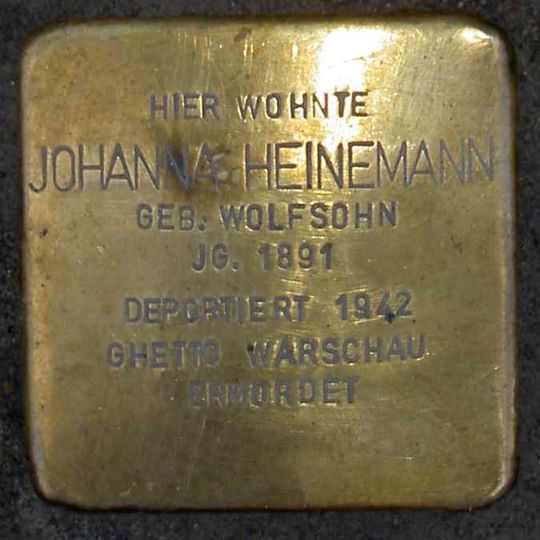 HIER WOHNTE
JOHANNA HEINEMANN
GEB. WOLFSOHN
JG. 1891
DEPORTIERT 1942
GHETTO WARSCHAU
ERMORDET